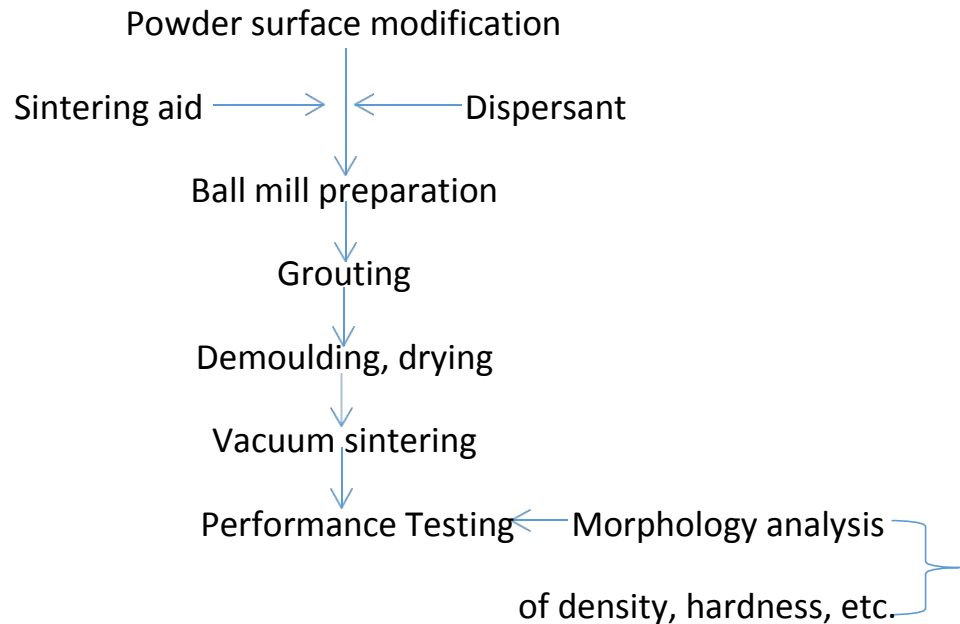 Powder surface modification
Sintering aid
Dispersant
Ball mill preparation
Grouting
Demoulding, drying
Vacuum sintering
Performance Testing
Morphology analysis
of density, hardness, etc.